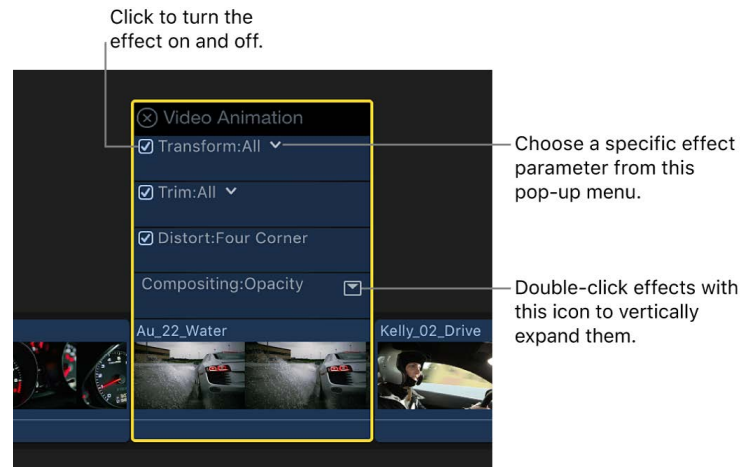 Click to turn the
effect on and off.
Video Animation
Transform:All
Choose a specific effect
parameter from this
pop-up menu.
Trim:All
Distort:Four Corner
Compositing:Opacity
Double-click effects with
this icon to vertically
expand them.
Au_22_Water
Kelly_02_Drive